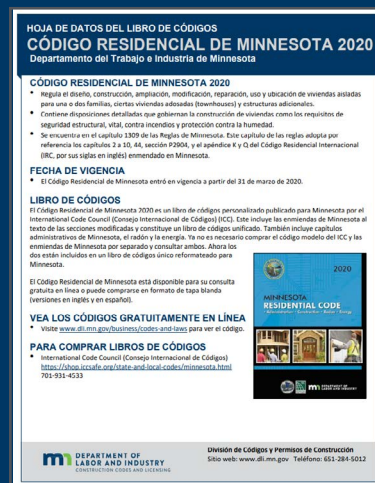 HOJA DE DATOS DEL LIBRO DE CÓDIGOS
CÓDIGO RESIDENCIAL DE MINNESOTA 2020
Departamento del Trabajo e Industria de Minnesota
CÓDIGO RESIDENCIAL DE MINNESOTA 2020
• Regula el diseño, construcción, ampliación, modificación, reparación, uso y ubicación de viviendas aisladas
para una o dos familias, ciertas viviendas adosadas (townhouses) y estructuras adicionales.
• Contiene disposiciones detalladas que gobiernan la construcción de viviendas como los requisitos de
seguridad estructural, vital, contra incendios y protección contra la humedad.
• Se encuentra en el capítulo 1309 de las Reglas de Minnesota. Este capítulo de las reglas adopta por
referencia los capítulos 2 a 10, 44, sección P2904, y el apéndice K y Q del Código Residencial Internacional
(IRC, por sus siglas en inglés) enmendado en Minnesota.
FECHA DE VIGENCIA
• El Código Residencial de Minnesota entró en vigencia a partir del 31 de marzo de 2020.
LIBRO DE CÓDIGOS
El Código Residencial de Minnesota 2020 es un libro de códigos personalizado publicado para Minnesota por el
International Code Council (Consejo Internacional de Códigos) (ICC). Este incluye las enmiendas de Minnesota al
texto de las secciones modificadas y constituye un libro de códigos unificado. También incluye capítulos
administrativos de Minnesota, el radón y la energía. Ya no es necesario comprar el código modelo del ICC y las
enmiendas de Minnesota por separado y consultar ambos. Ahora los
dos están incluidos en un libro de códigos único reformateado para
Minnesota.
El Código Residencial de Minnesota está disponible para su consulta
gratuita en línea o puede comprarse en formato de tapa blanda
(versiones en inglés y en español).
VEA LOS CÓDIGOS GRATUITAMENTE EN LÍNEA
• Visite www.dli.mn.gov/business/codes-and-laws para ver el código.
PARA COMPRAR LIBROS DE CÓDIGOS
• International Code Council (Consejo Internacional de Códigos)
https://shop.iccsafe.org/state-and-local-codes/minnesota.html
701-931-4533
2020
MINNESOTA
RESIDENTIAL CODE
DEPARTMENT OF
LABOR AND INDUSTRY
CONSTRUCTION CODES AND LICENSING
División de Códigos y Permisos de Construcción
Sitio web: www.dli.mn.gov Teléfono: 651-284-5012